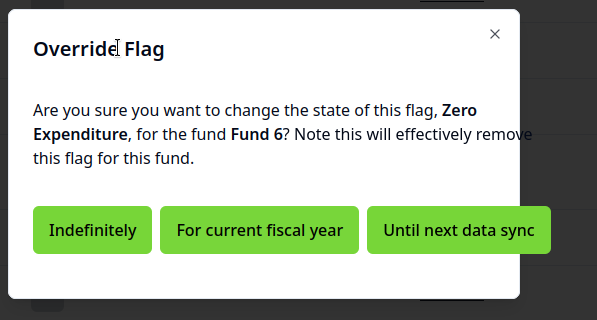 Override Flag
Are you sure you want to change the state of this flag, Zero
Expenditure, for the fund Fund 6? Note this will effectively remove
this flag for this fund.
Indefinitely
For current fiscal year
Until next data sync